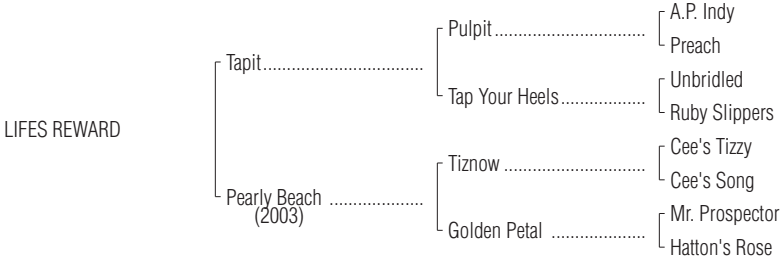 A.P. Indy
Pulpit..............................
Preach
Tapit................................
Unbridled
Tap Your Heels.................
Ruby Slippers
LIFES REWARD
Cee's Tizzy
Tiznow ............................
Cee's Song
Pearly Beach ...................
(2003)
Mr. Prospector
Golden Petal ...................
Hatton's Rose